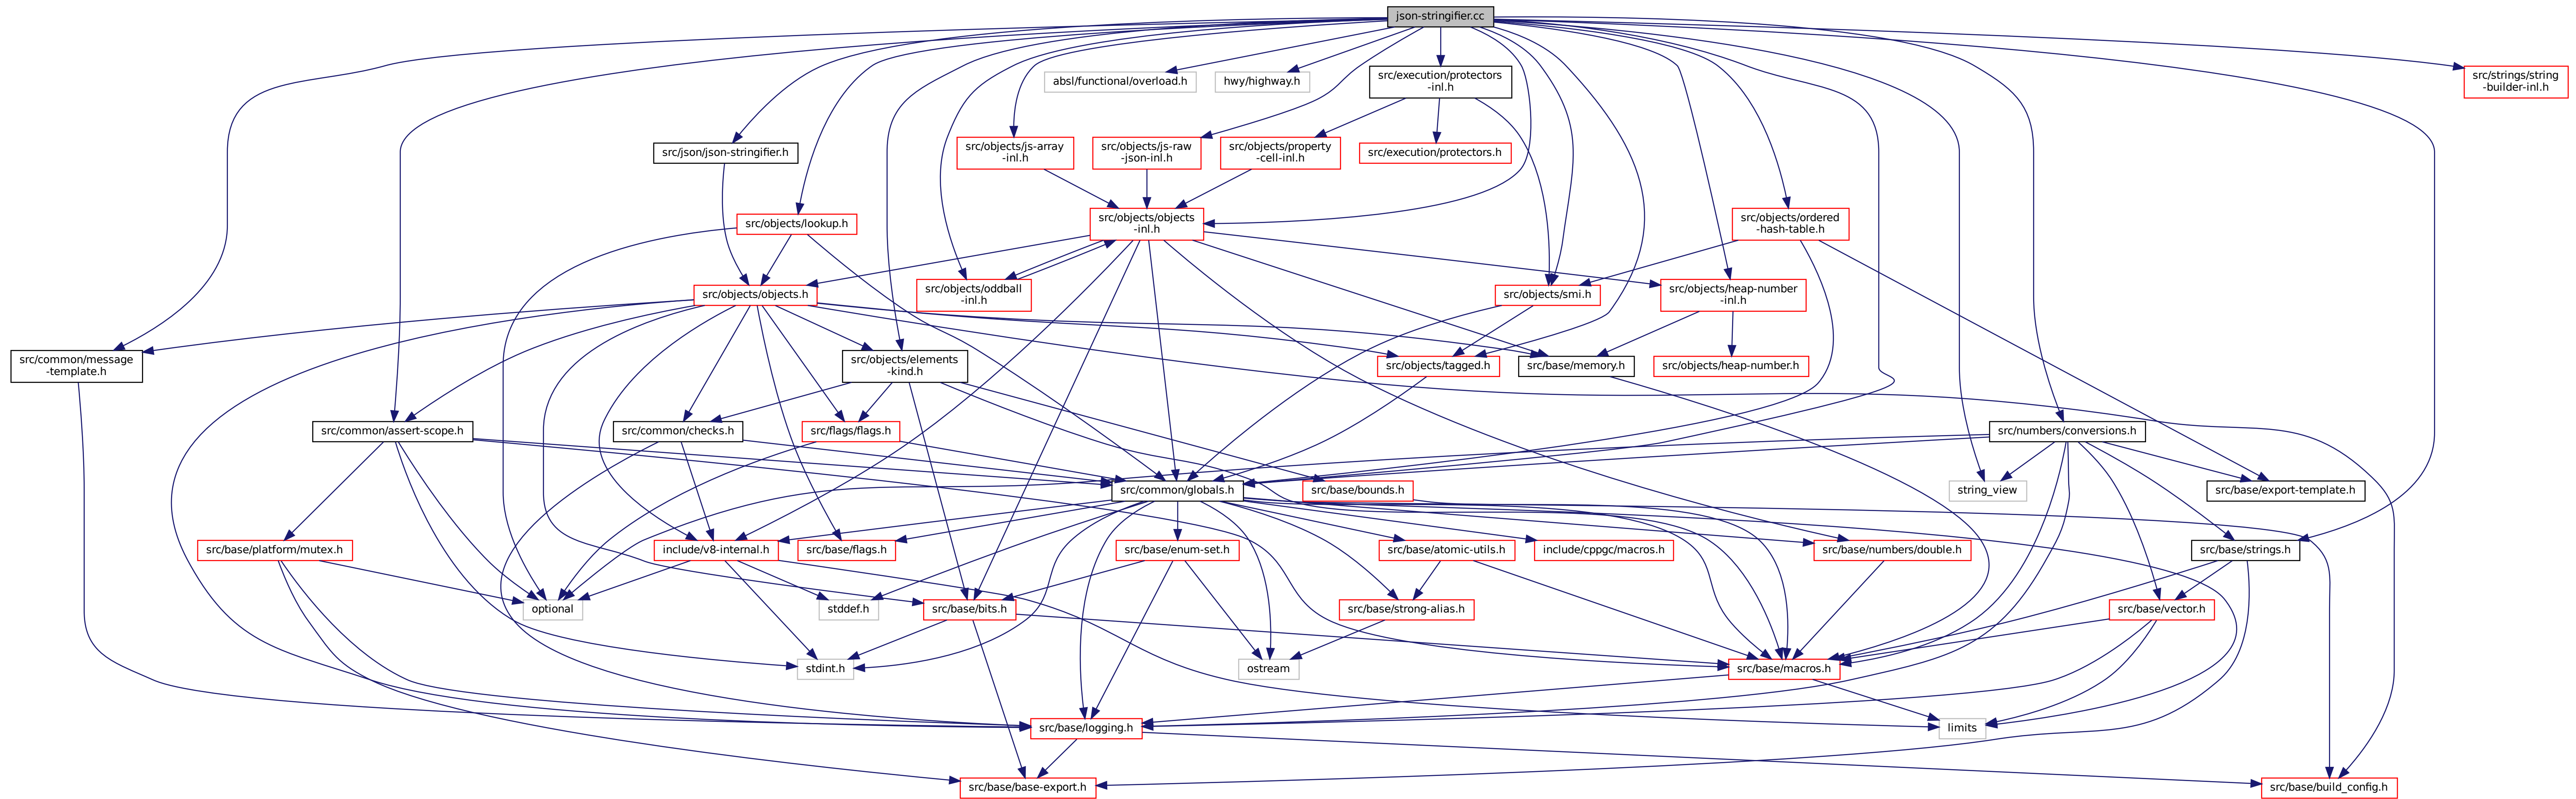 json-stringifier.cc
absl/functional/overload.h
hwy/highway.h
src/execution/protectors
-inl.h
src/strings/string
-builder-inl.h
src/json/json-stringifier.h
src/objects/js-array
-inl.h
src/objects/js-raw
-json-inl.h
src/objects/property
-cell-inl.h
src/execution/protectors.h
src/objects/lookup.h
src/objects/objects
-inl.h
src/objects/ordered
-hash-table.h
src/objects/objects.h
src/objects/oddball
-inl.h
src/objects/smi.h
src/objects/heap-number
-inl.h
src/common/message
-template.h
src/objects/elements
-kind.h
src/objects/tagged.h
src/base/memory.h
src/objects/heap-number.h
src/common/assert-scope.h
src/common/checks.h
src/flags/flags.h
src/numbers/conversions.h
src/common/globals.h
src/base/bounds.h
string_view
src/base/export-template.h
src/base/platform/mutex.h
include/v8-internal.h
src/base/flags.h
src/base/enum-set.h
src/base/atomic-utils.h
include/cppgc/macros.h
src/base/numbers/double.h
src/base/strings.h
optional
stddef.h
src/base/bits.h
src/base/strong-alias.h
src/base/vector.h
stdint.h
ostream
src/base/macros.h
src/base/logging.h
limits
src/base/base-export.h
src/base/build_config.h